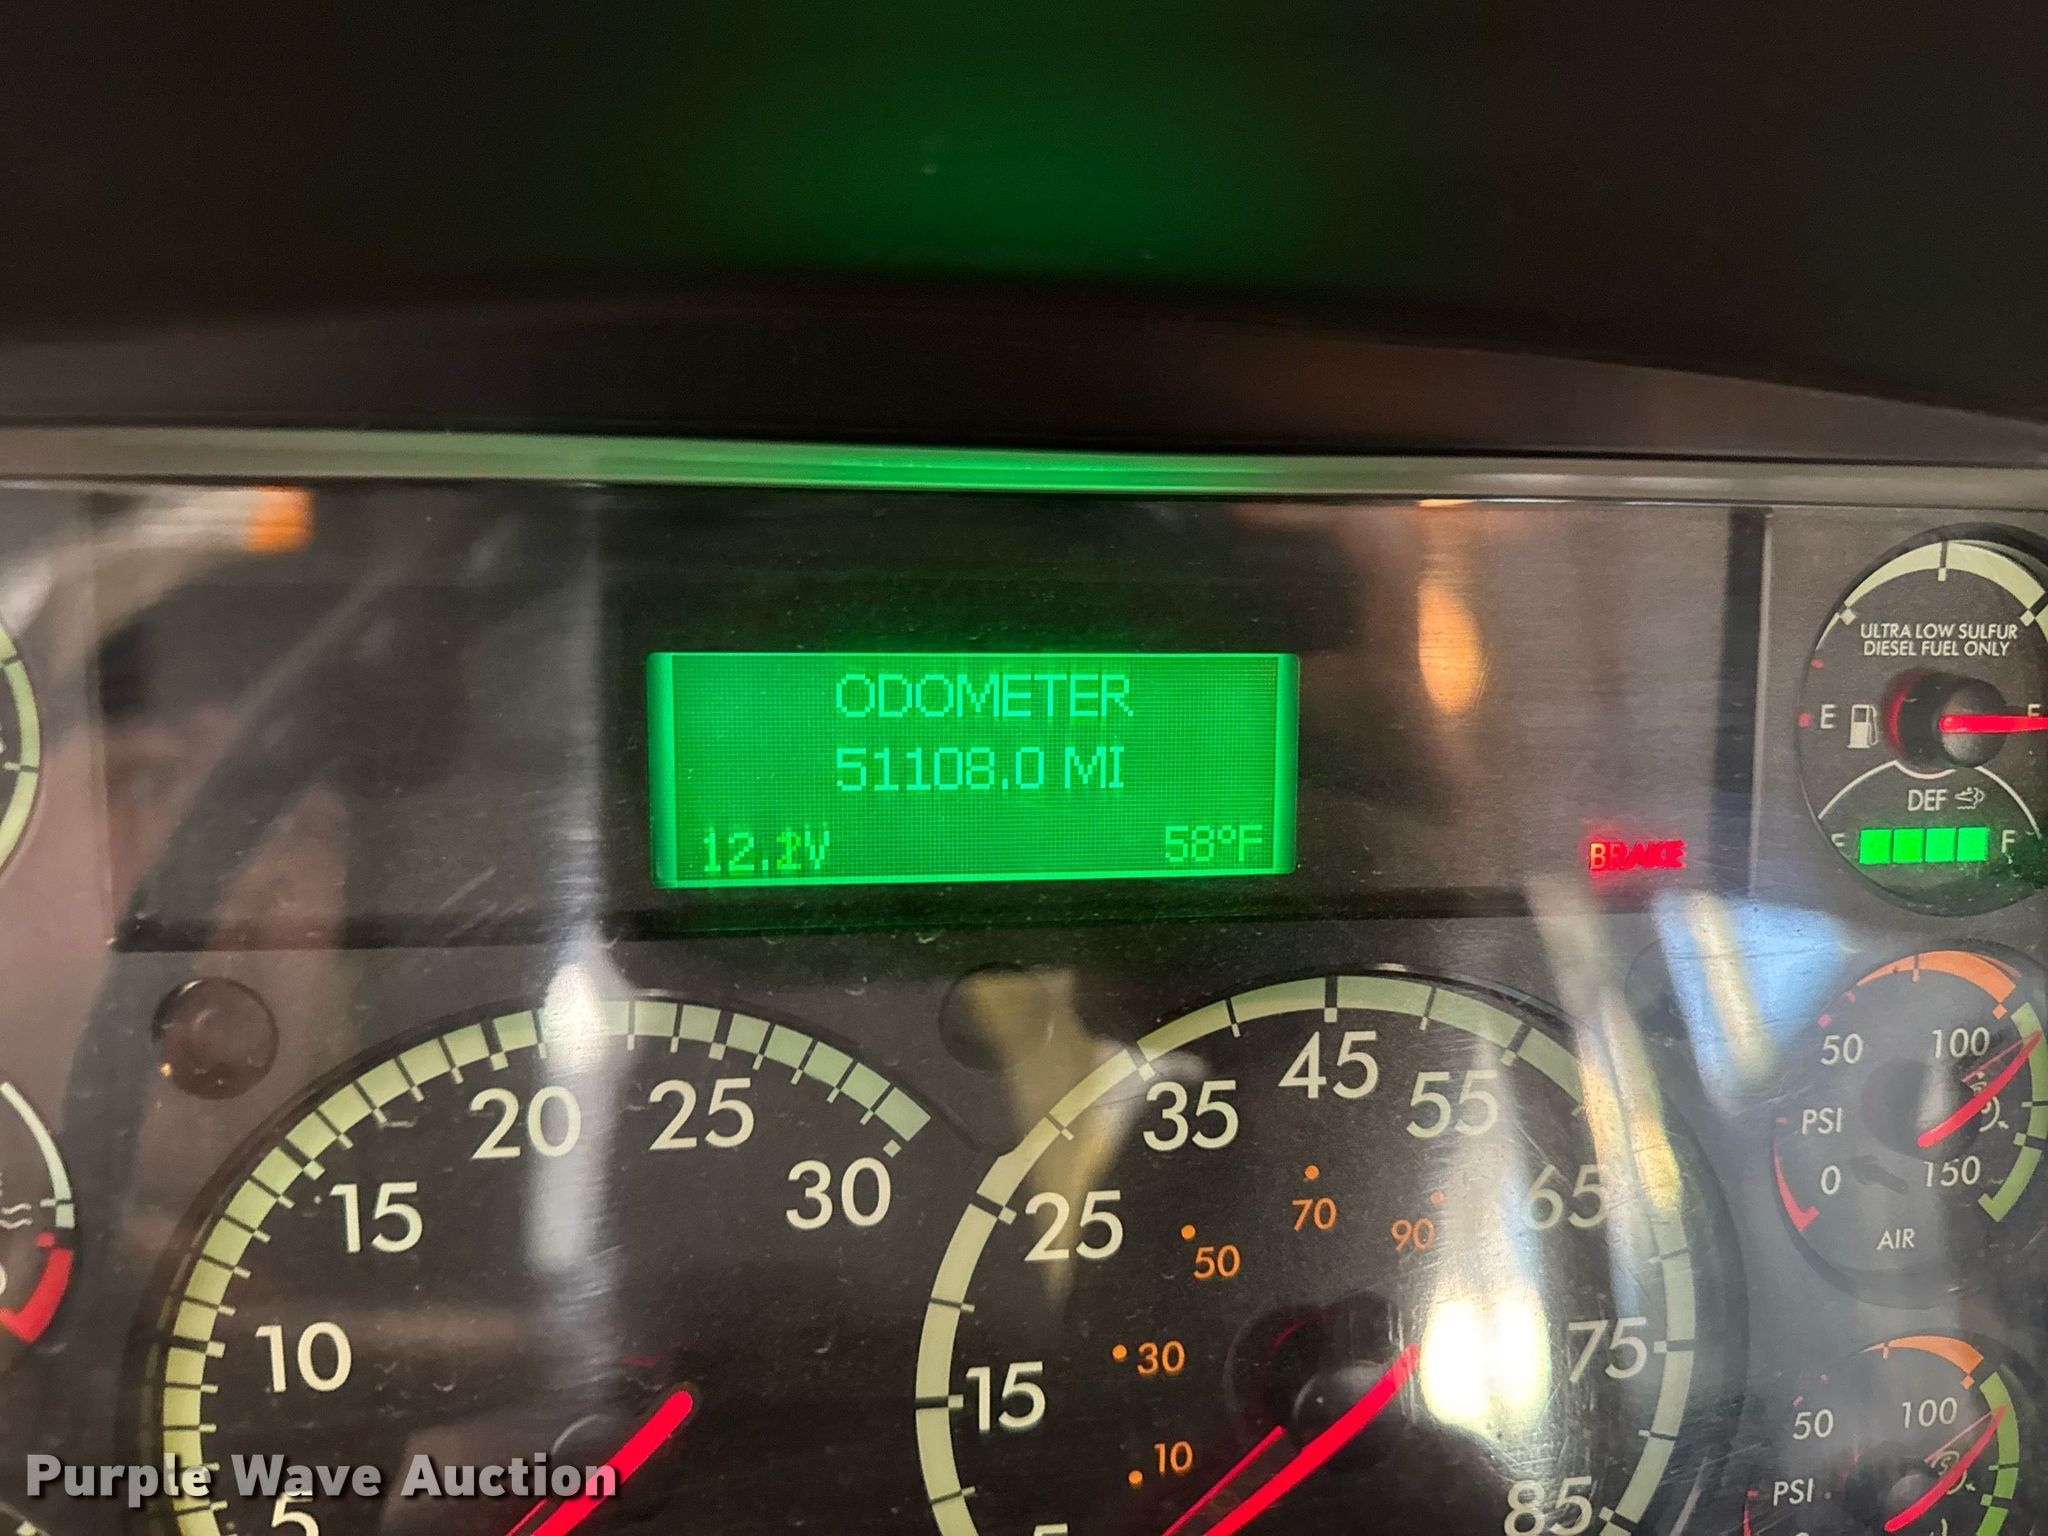 ODOMETER
51108.0 MI
58°F
BRAKE
ULTRA LOW SULFUR
DIESEL FUEL ONLY
E
DEF
F
50
100
PSI
0
150
AIR
5
10
15
20
25
30
15
25
35
45
55
65
75
85
10
30
50
70
90
50
100
PSI
Purple Wave Auction